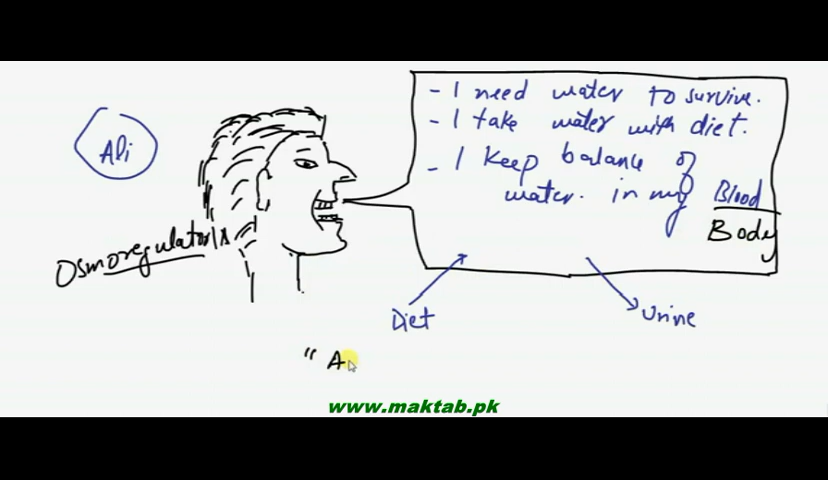 - I need water to survive.
- I take water with diet.
- I keep balance of
water. in my Blood
Body
Ali
Osmoregulator
Diet
Urine
" A
www.maktab.pk